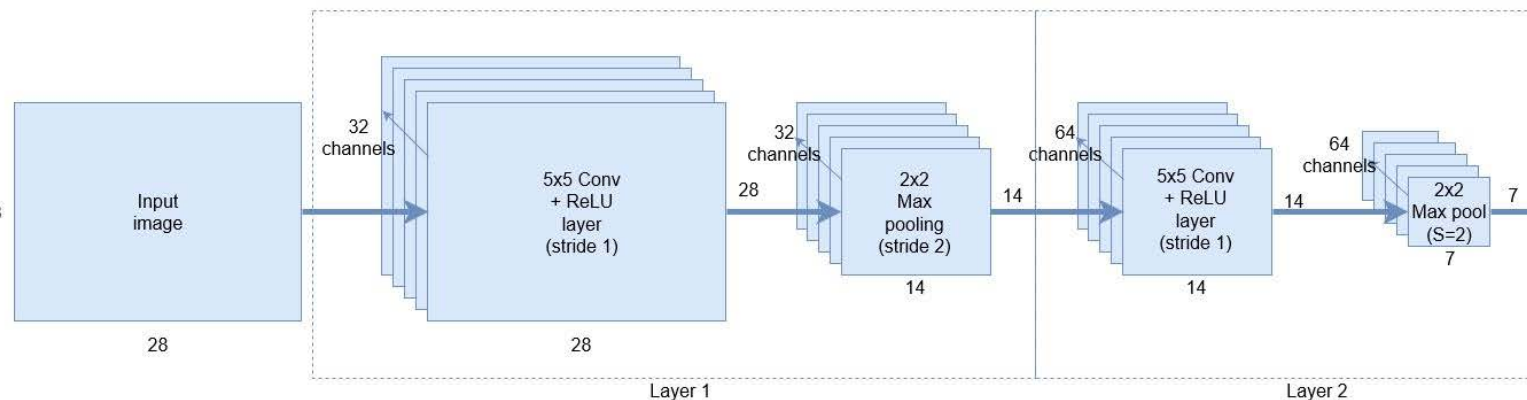 Input
image
28
32
channels
5x5 Conv
+ ReLU
layer
(stride 1)
28
28
32
channels
2x2
Max
pooling
(stride 2)
14
14
Layer 1
64
channels
5x5 Conv
+ ReLU
layer
(stride 1)
14
14
64
channels
2x2
Max pool
(S=2)
7
7
Layer 2